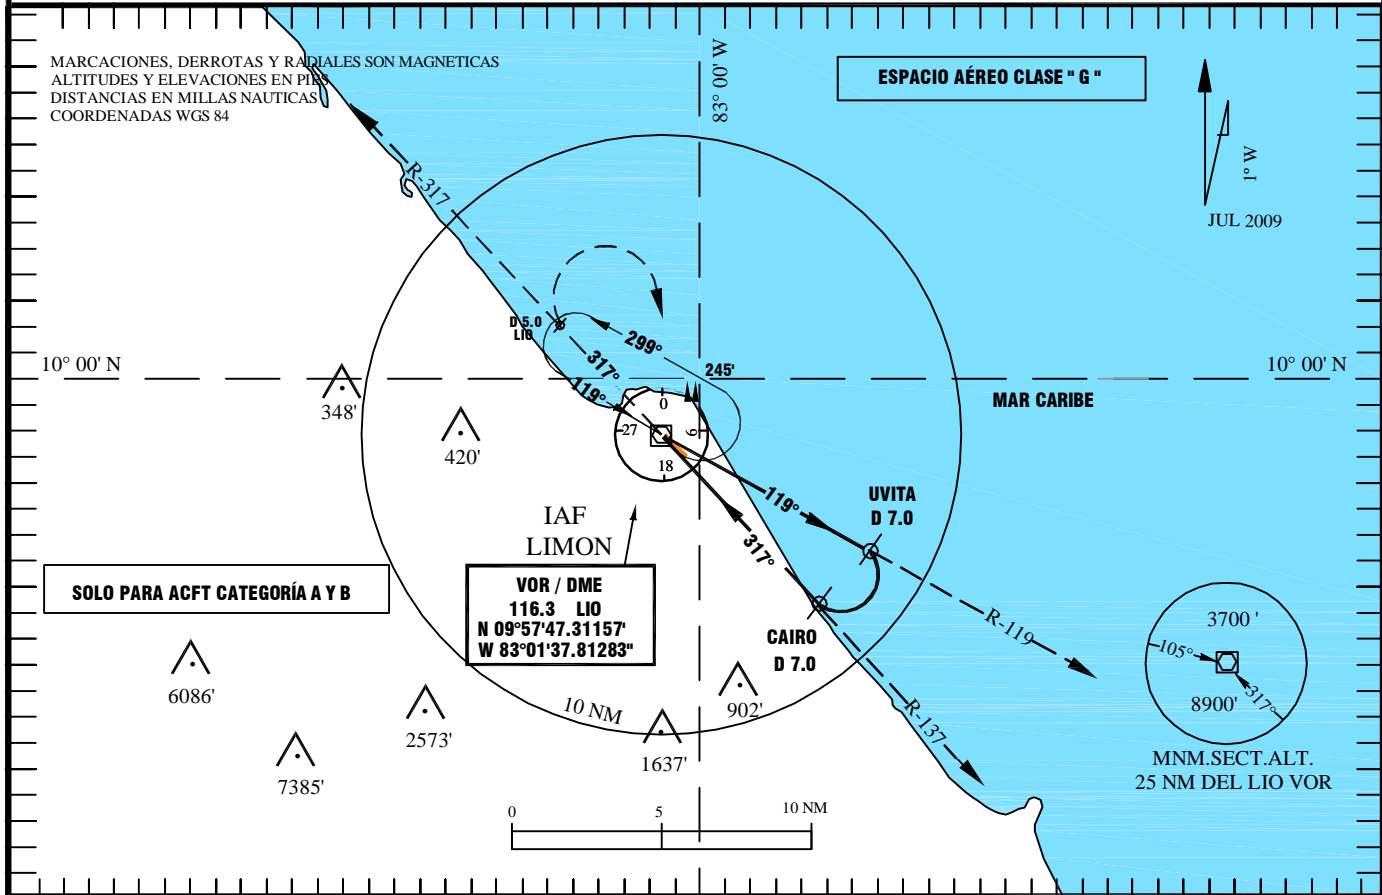 MARCACIONES, DERROTAS Y RADIALES SON MAGNETICAS
ALTITUDES Y ELEVACIONES EN PIES
DISTANCIAS EN MILLAS NAUTICAS
COORDENADAS WGS 84
83° 00' W
ESPACIO AÉREO CLASE " G "
1° W
JUL 2009
R-317
D 5.0
LIO
299°
317°
119°
245'
10° 00' N
10° 00' N
MAR CARIBE
348'
420'
0
27
9
18
119°
317°
UVITA
D 7.0
IAF
LIMON
VOR / DME
116.3 LIO
N 09°57'47.31157'
W 83°01'37.81283"
SOLO PARA ACFT CATEGORÍA A Y B
CAIRO
D 7.0
R-119
R-137
3700 '
105°
8900'
317°
MNM.SECT.ALT.
25 NM DEL LIO VOR
6086'
2573'
7385'
10 NM
902'
1637'
0
5
10 NM